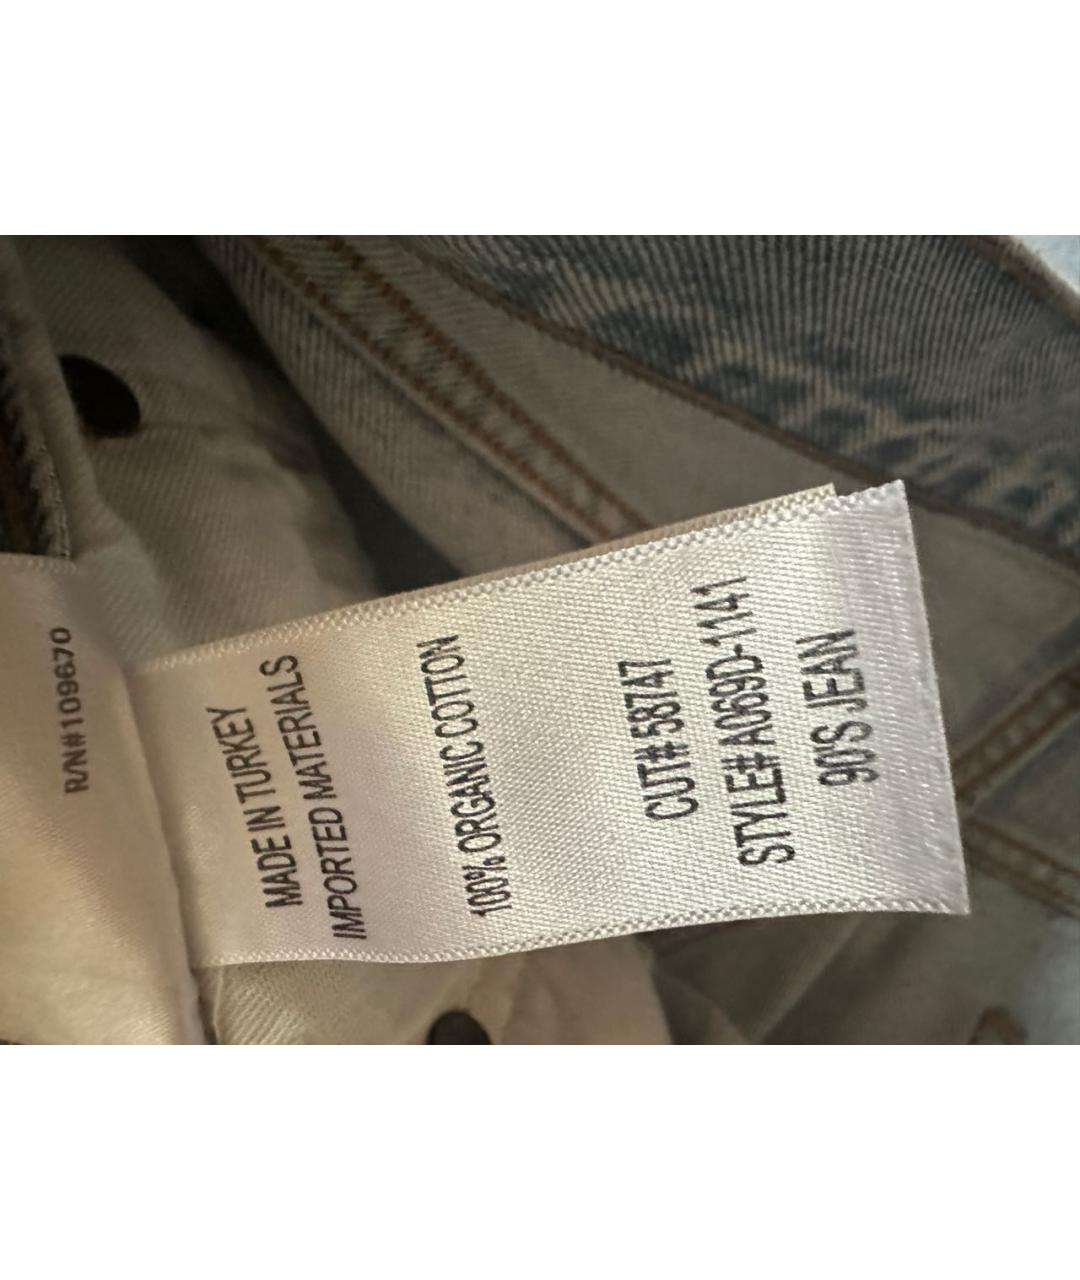 R/N#109670
MADE IN TURKEY
IMPORTED MATERIALS
100% ORGANIC COTTON
CUT# 58747
STYLE# A069D-1141
90'S JEAN